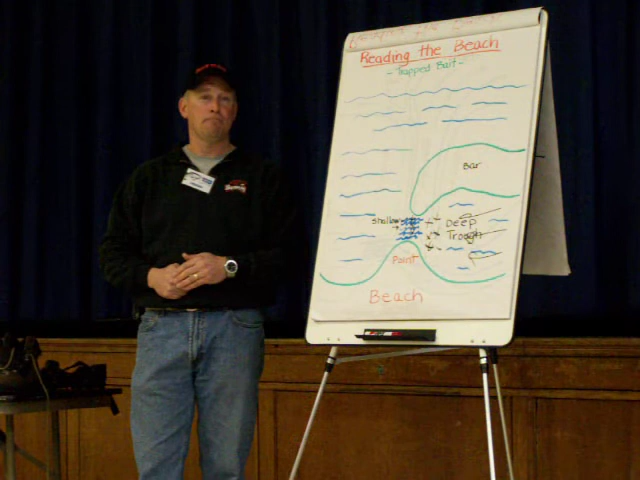 Reading the Beach
- Trapped Bait -
Bar
Shallow
Deep
Trough
Point
Beach